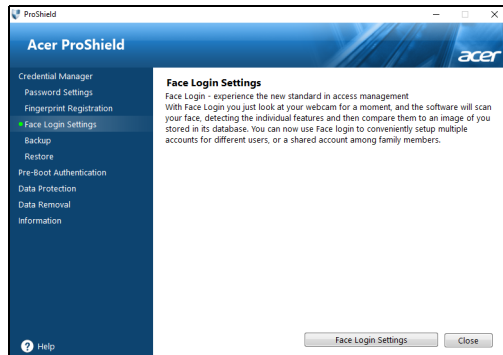 ProShield
Acer ProShield
acer
Credential Manager
Password Settings
Fingerprint Registration
Face Login Settings
Backup
Restore
Pre-Boot Authentication
Data Protection
Data Removal
Information
Help
Face Login Settings
Face Login - experience the new standard in access management
With Face Login you just look at your webcam for a moment, and the software will scan
your face, detecting the individual features and then compare them to an image of you
stored in its database. You can now use Face login to conveniently setup multiple
accounts for different users, or a shared account among family members.
Face Login Settings
Close